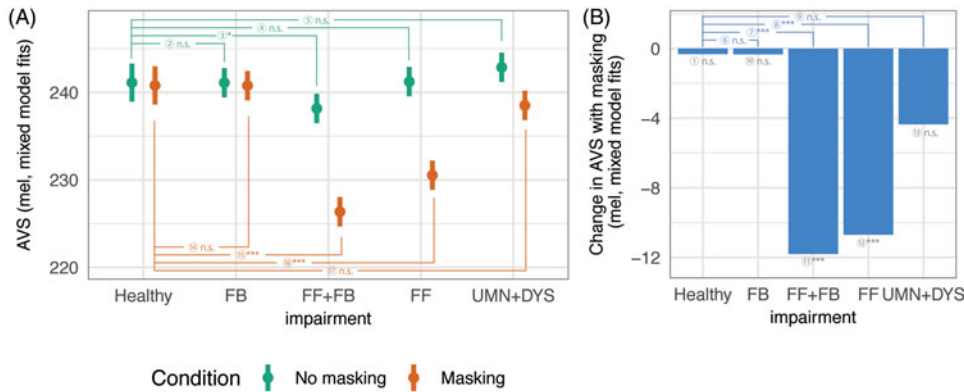 (A)
⑤ n.s.
④ n.s.
③*
② n.s.
240
230
220
AVS (mel, mixed model fits)
⑭ n.s.
⑮***
⑯***
⑰ n.s.
Healthy FB FF+FB FF UMN+DYS
impairment
(B)
⑨ n.s.
⑧***
⑦***
⑥ n.s.
0
−4
−8
−12
Change in AVS with masking
(mel, mixed model fits)
① n.s.
⑩ n.s.
⑬ n.s.
⑫***
⑪***
Healthy FB FF+FB FF UMN+DYS
impairment
Condition No masking Masking